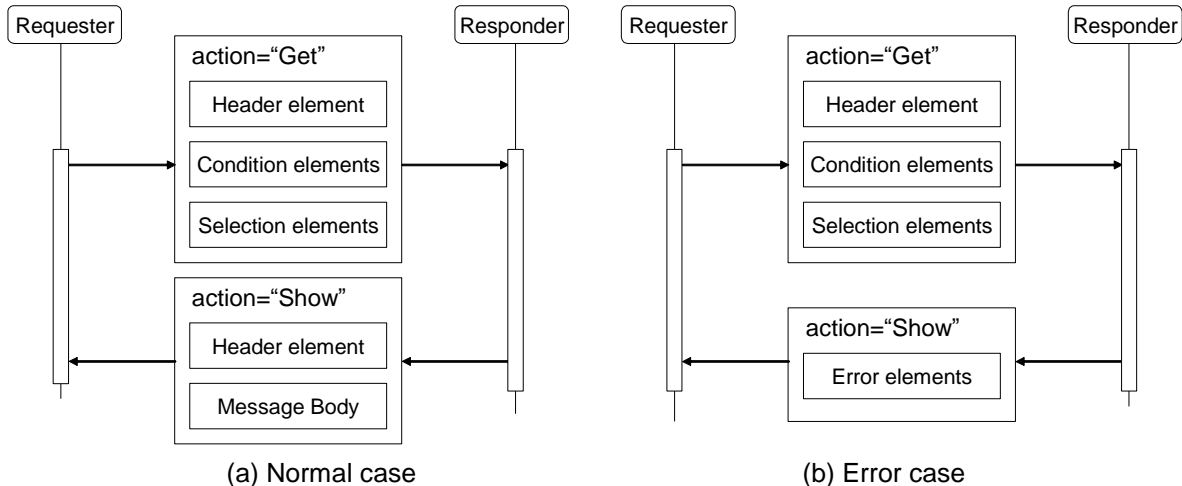 Requester
Responder
action=“Get”
Header element
Condition elements
Selection elements
action=“Show”
Header element
Message Body
(a) Normal case
Requester
Responder
action=“Get”
Header element
Condition elements
Selection elements
action=“Show”
Error elements
(b) Error case